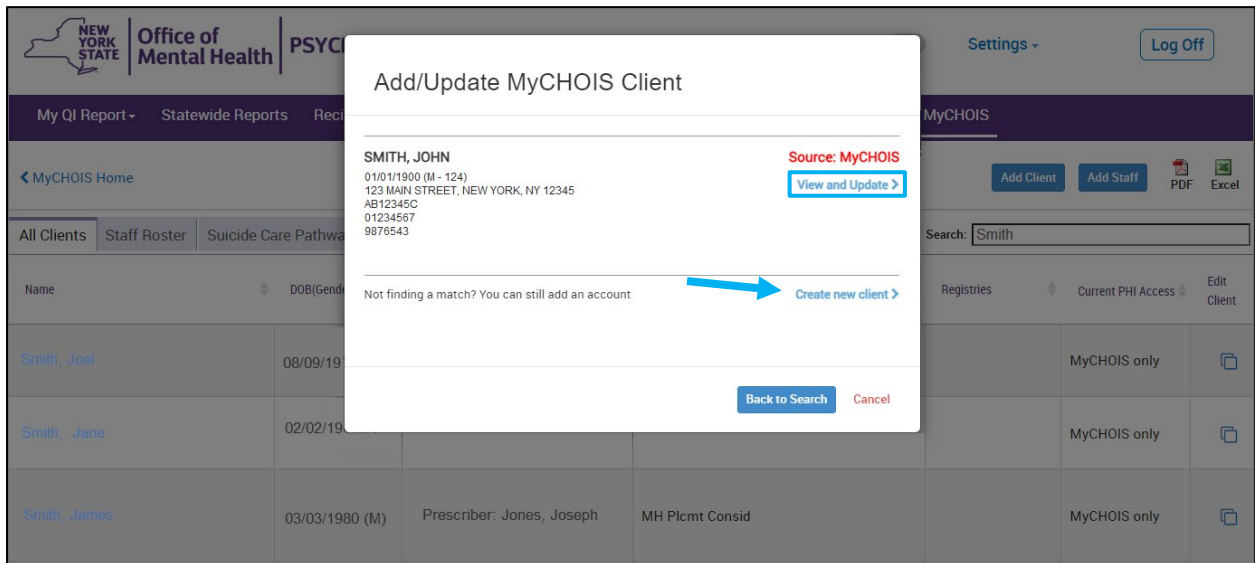 NEW
YORK
STATE
Office of
Mental Health
PSYC
Settings
Log Off
My QI Report
Statewide Reports
Reci
MyCHOIS
MyCHOIS Home
Add Client
Add Staff
PDF
Excel
All Clients
Staff Roster
Suicide Care Pathwa
Search: Smith
Name
DOB(Gende
Registries
Current PHI Access
Edit
Client
Smith, Joel
08/09/19
MyCHOIS only
Smith,. Jane
02/02/19
MyCHOIS only
Smith, James
03/03/1980 (M)
Prescriber: Jones, Joseph
MH Plcmt Consid
MyCHOIS only
Add/Update MyCHOIS Client
SMITH, JOHN
Source: MyCHOIS
01/01/1900 (M - 124)
View and Update >
123 MAIN STREET, NEW YORK, NY 12345
AB12345C
01234567
9876543
Not finding a match? You can still add an account
Create new client >
Back to Search
Cancel